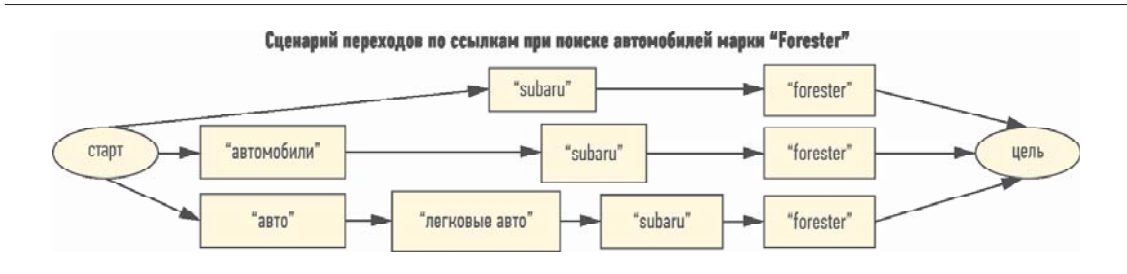 Сценарий переходов по ссылкам при поиске автомобилей марки “Forester”
“subaru” “forester”
старт “автомобили” “subaru” “forester” цель
“авто” “легковые авто” “subaru” “forester”